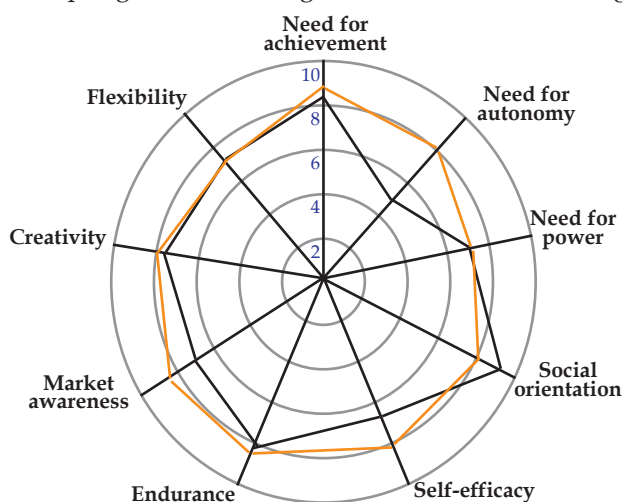 Need for
achievement
10
8
6
4
2
Need for
autonomy
Need for
power
Social
orientation
Self-efficacy
Endurance
Market
awareness
Creativity
Flexibility